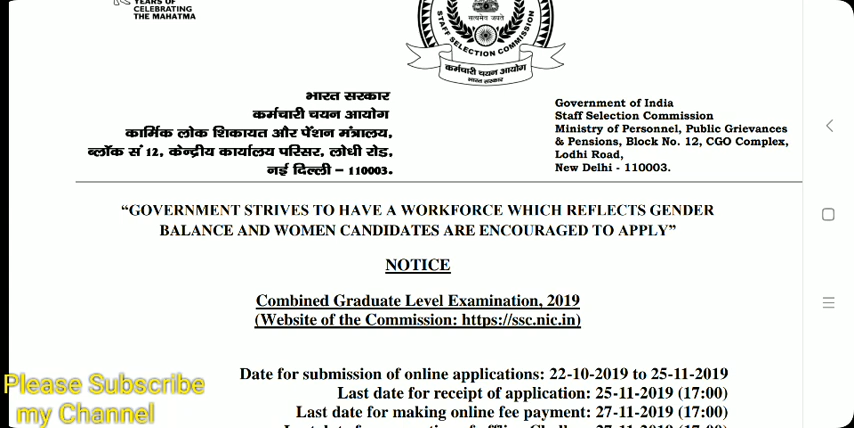 YEARS OF
CELEBRATING
THE MAHATMA
सत्यमेव जयते
STAFF SELECTION COMMISSION
कर्मचारी चयन आयोग
भारत सरकार
भारत सरकार
कर्मचारी चयन आयोग
कार्मिक लोक शिकायत और पेंशन मंत्रालय,
ब्लॉक सं 12, केन्द्रीय कार्यालय परिसर, लोधी रोड,
नई दिल्ली – 110003.
Government of India
Staff Selection Commission
Ministry of Personnel, Public Grievances
& Pensions, Block No. 12, CGO Complex,
Lodhi Road,
New Delhi - 110003.
“GOVERNMENT STRIVES TO HAVE A WORKFORCE WHICH REFLECTS GENDER
BALANCE AND WOMEN CANDIDATES ARE ENCOURAGED TO APPLY”
NOTICE
Combined Graduate Level Examination, 2019
(Website of the Commission: https://ssc.nic.in)
Date for submission of online applications: 22-10-2019 to 25-11-2019
Last date for receipt of application: 25-11-2019 (17:00)
Last date for making online fee payment: 27-11-2019 (17:00)
Please Subscribe
my Channel